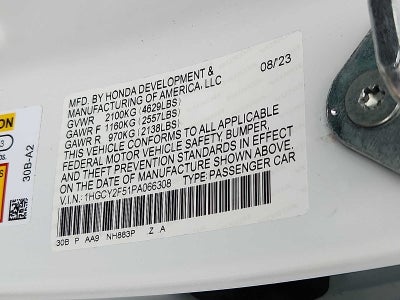 MFD. BY HONDA DEVELOPMENT &
MANUFACTURING OF AMERICA, LLC
08/'23
GVWR 2100KG (4629LBS)
GAWR F 1160KG (2557LBS)
GAWR R 970KG (2138LBS)
THIS VEHICLE CONFORMS TO ALL APPLICABLE
FEDERAL MOTOR VEHICLE SAFETY BUMPER,
AND THEFT PREVENTION STANDARDS IN EFFECT
ON THE DATE OF MANUFACTURE SHOWN ABOVE.
V.I.N.: 1HGCY2F51PA066308 TYPE: PASSENGER CAR
30B P AA9 NH883P Z A
30B-A2